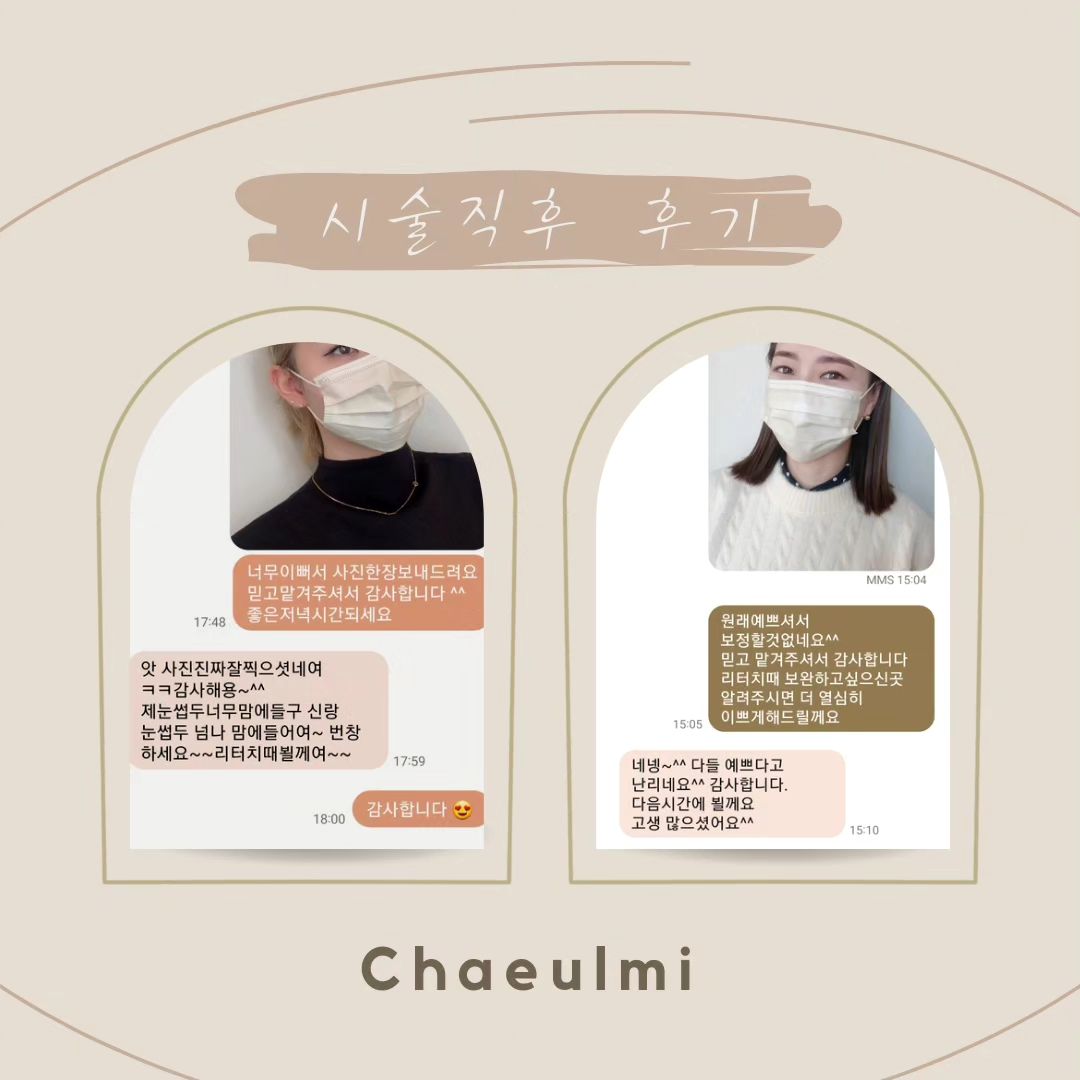 시술직후 후기
너무이뻐서 사진한장보내드려요
믿고맡겨주셔서 감사합니다 ^^
좋은저녁시간되세요
17:48
앗 사진진짜잘찍으셧네여
ㅋㅋ감사해용~^^
제눈썹두너무맘에들구 신랑
눈썹두 넘나 맘에들어여~ 번창
하세요~~리터치때뵐께여~~
17:59
감사합니다 😍
18:00
MMS 15:04
원래예쁘셔서
보정할것없네요^^
믿고 맡겨주셔서 감사합니다
리터치때 보완하고싶으신곳
알려주시면 더 열심히
이쁘게해드릴께요
15:05
네넹~^^ 다들 예쁘다고
난리네요^^ 감사합니다.
다음시간에 뵐께요
고생 많으셨어요^^
15:10
Chaeulmi